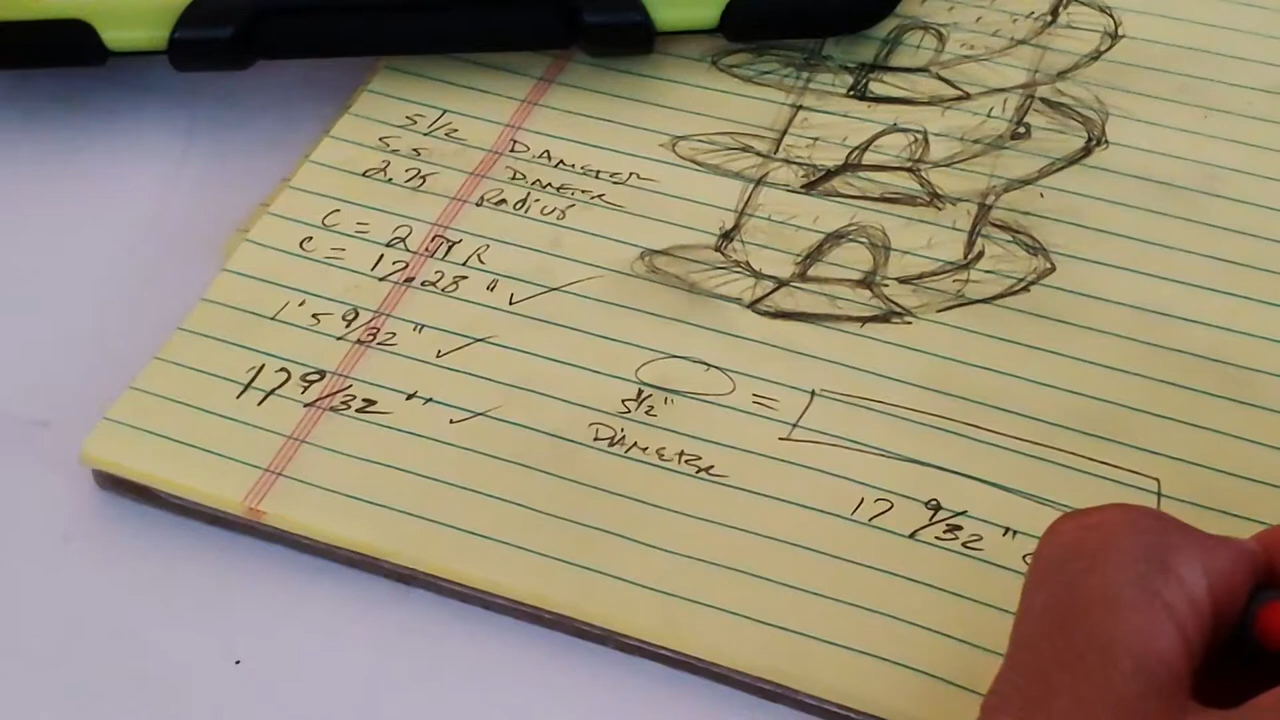 5 1/2 DIAMETER
5.5 DIAMETER
2.75 Radius
C = 2 π R
C = 17.28" ✓
1' 5 9/32" ✓
17 9/32" ✓
=
5 1/2"
DIAMETER
17 9/32"